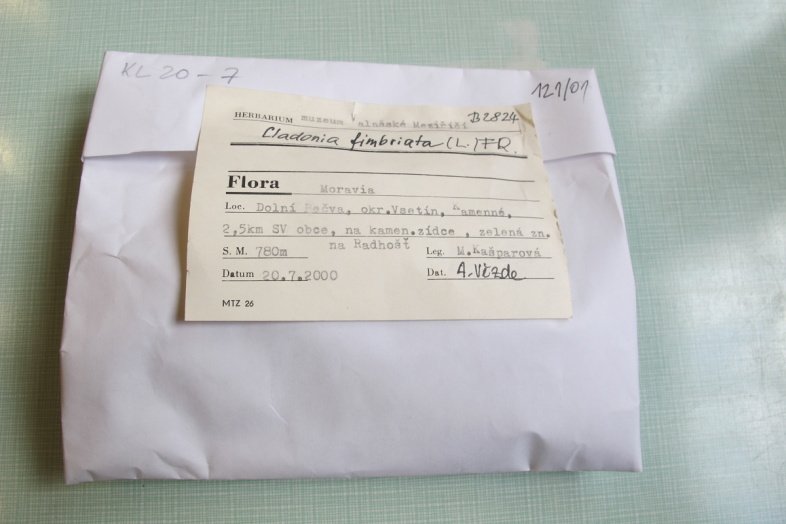 KL 20 - 7
121/01
HERBARIUM muzeum Valašské Meziříčí B2824
Cladonia fimbriata (L.) FR.
Flora Moravia
Loc. Dolní Bečva, okr.Vsetín, Kamenné,
2,5km SV obce, na kamen.zídce , zelená zn.
na Radhošť
S. M. 780m Leg. M.Kašparová
Datum 20.7.2000 Dat. A. Vězda
MTZ 26